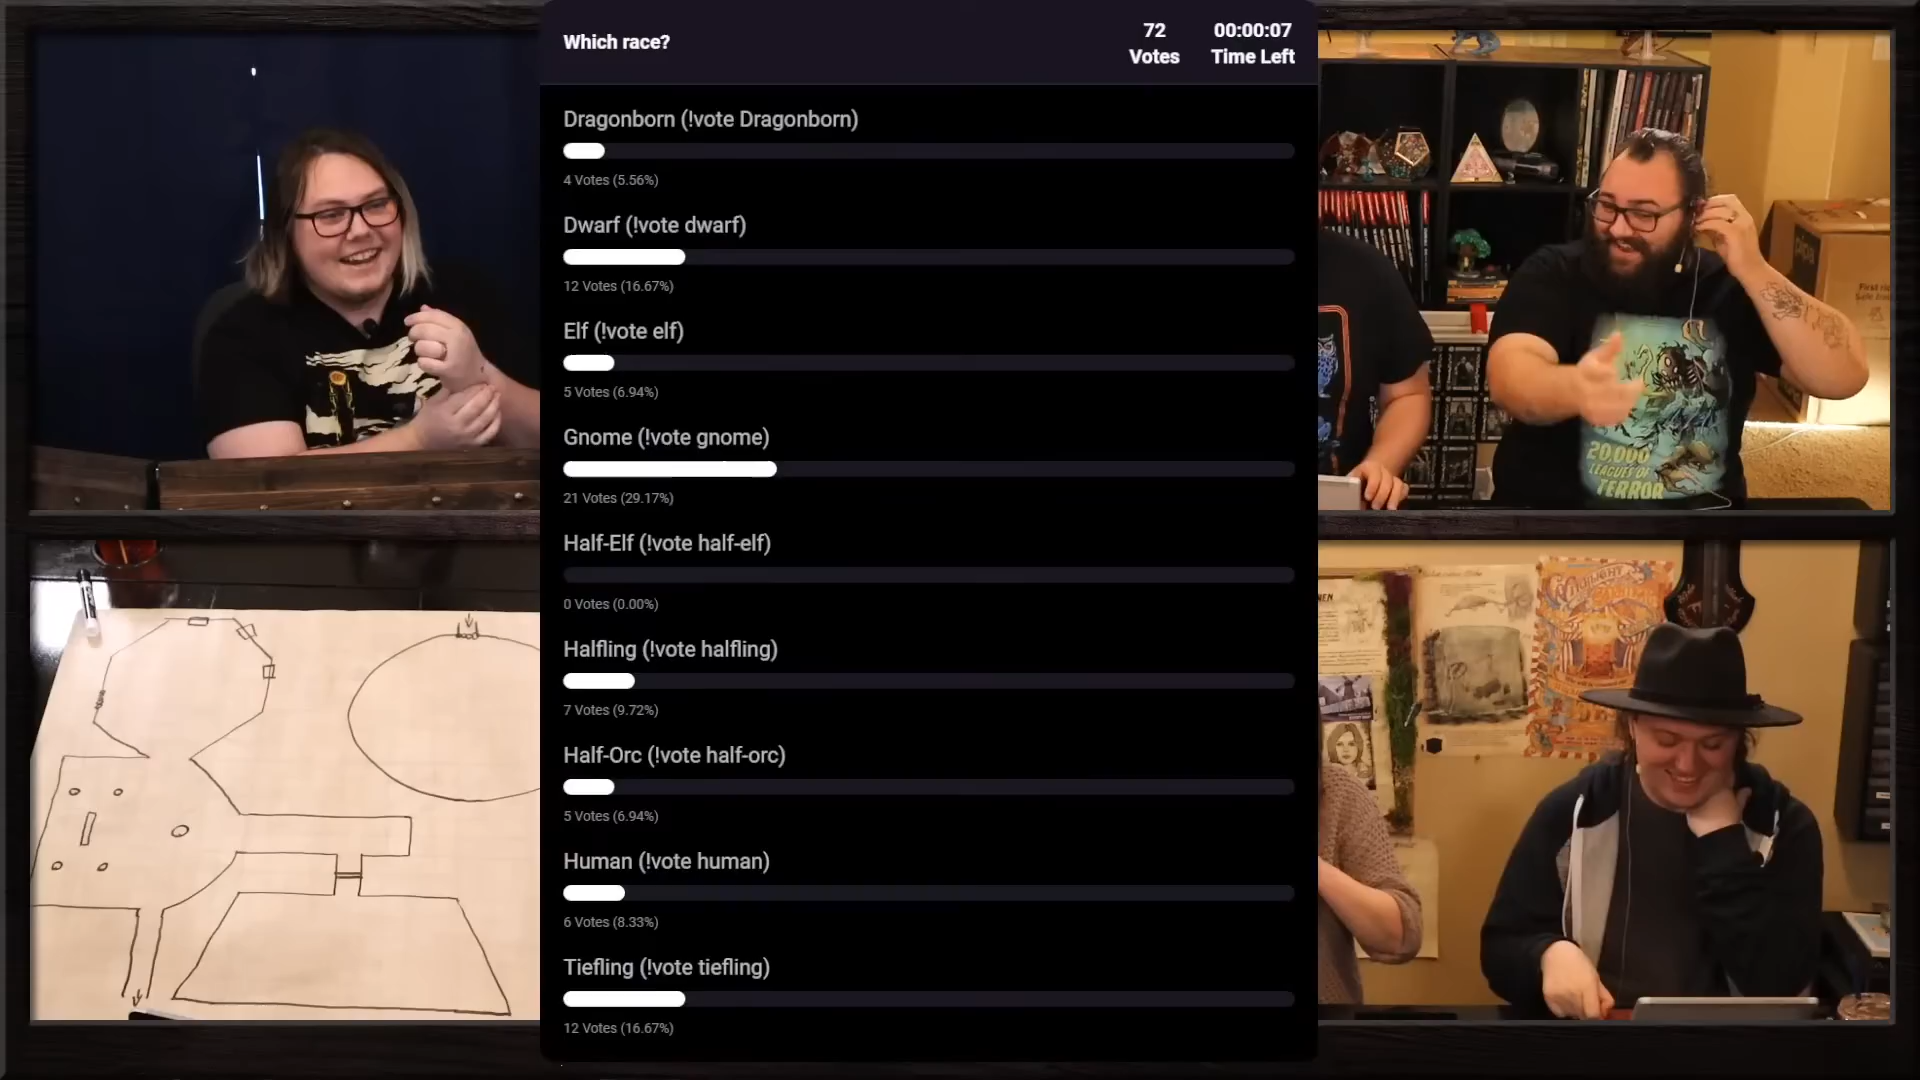 Which race?
72
Votes
00:00:07
Time Left
Dragonborn (!vote Dragonborn)
4 Votes (5.56%)
Dwarf (!vote dwarf)
12 Votes (16.67%)
Elf (!vote elf)
5 Votes (6.94%)
Gnome (!vote gnome)
21 Votes (29.17%)
Half-Elf (!vote half-elf)
0 Votes (0.00%)
Halfling (!vote halfling)
7 Votes (9.72%)
Half-Orc (!vote half-orc)
5 Votes (6.94%)
Human (!vote human)
6 Votes (8.33%)
Tiefling (!vote tiefling)
12 Votes (16.67%)
20,000
LEAGUES OF
TERROR